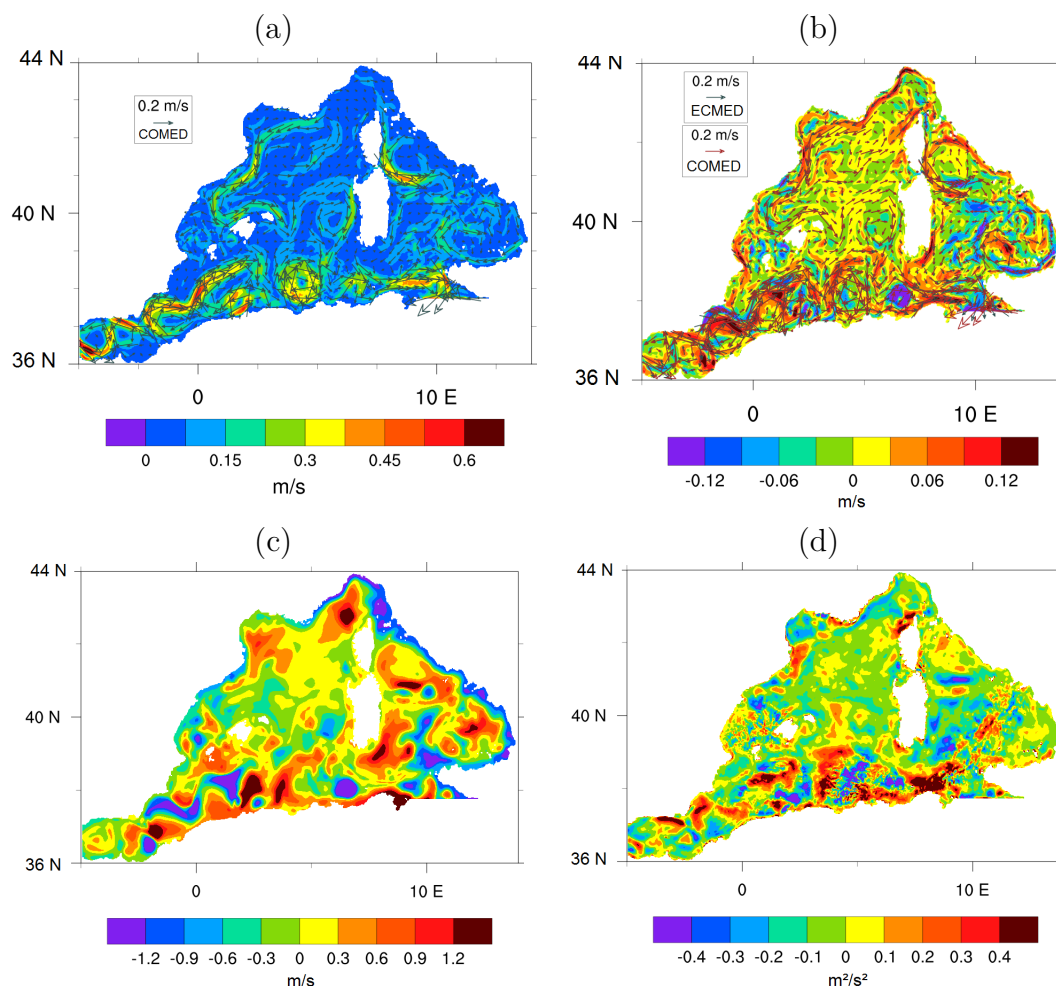 (a)
(b)
44 N
0.2 m/s
COMED
40 N
36 N
0
10 E
0
0.15
0.3
0.45
0.6
m/s
44 N
0.2 m/s
ECMED
0.2 m/s
COMED
40 N
36 N
0
10 E
-0.12
-0.06
0
0.06
0.12
m/s
(c)
(d)
44 N
40 N
36 N
0
10 E
-1.2
-0.9
-0.6
-0.3
0
0.3
0.6
0.9
1.2
m/s
44 N
40 N
36 N
0
10 E
-0.4
-0.3
-0.2
-0.1
0
0.1
0.2
0.3
0.4
m²/s²